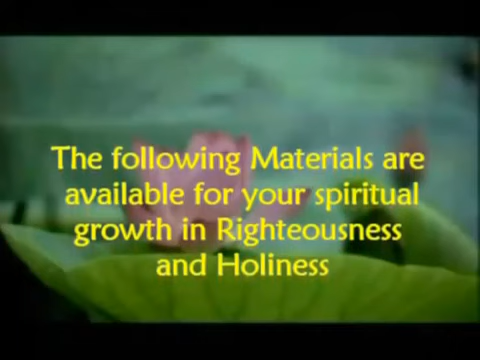 The following Materials are
available for your spiritual
growth in Righteousness
and Holiness